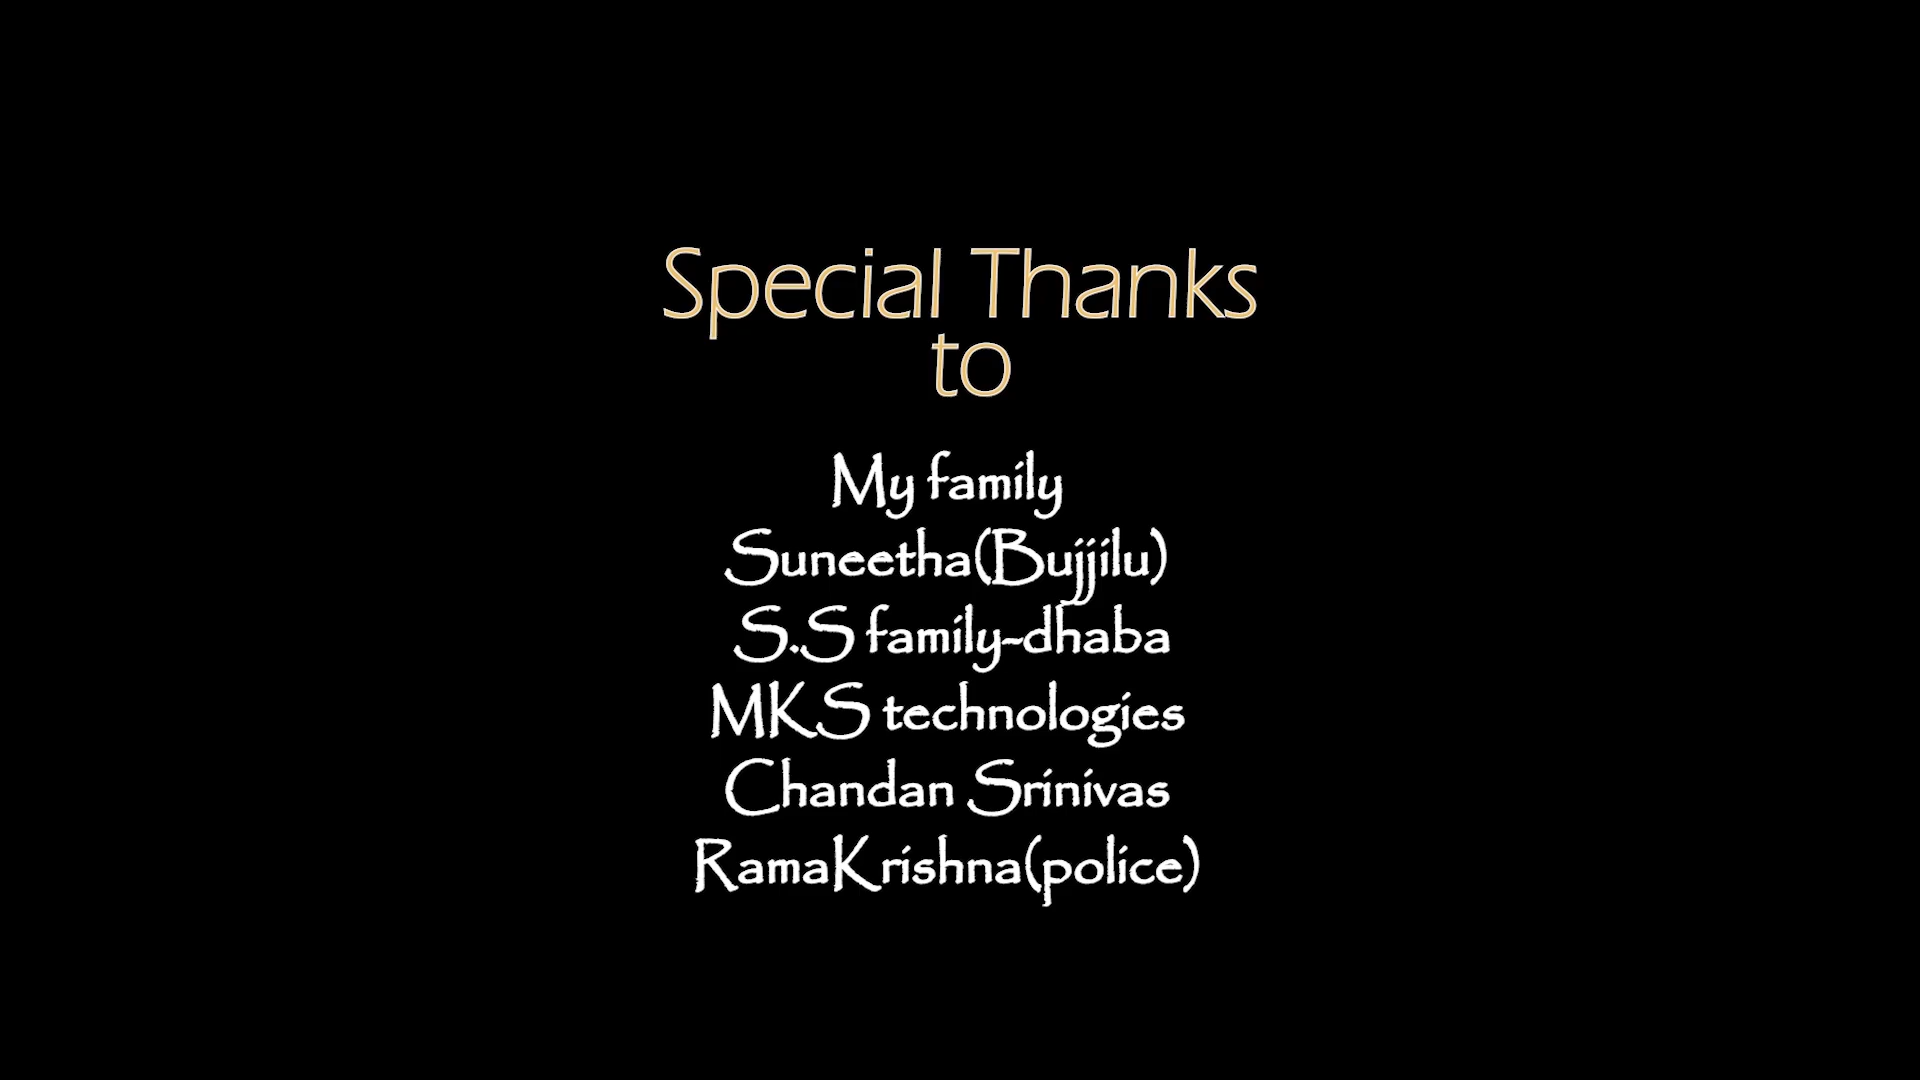 Special Thanks
to
My family
Suneetha(Bujjilu)
S.S family-dhaba
MKS technologies
Chandan Srinivas
RamaKrishna(police)